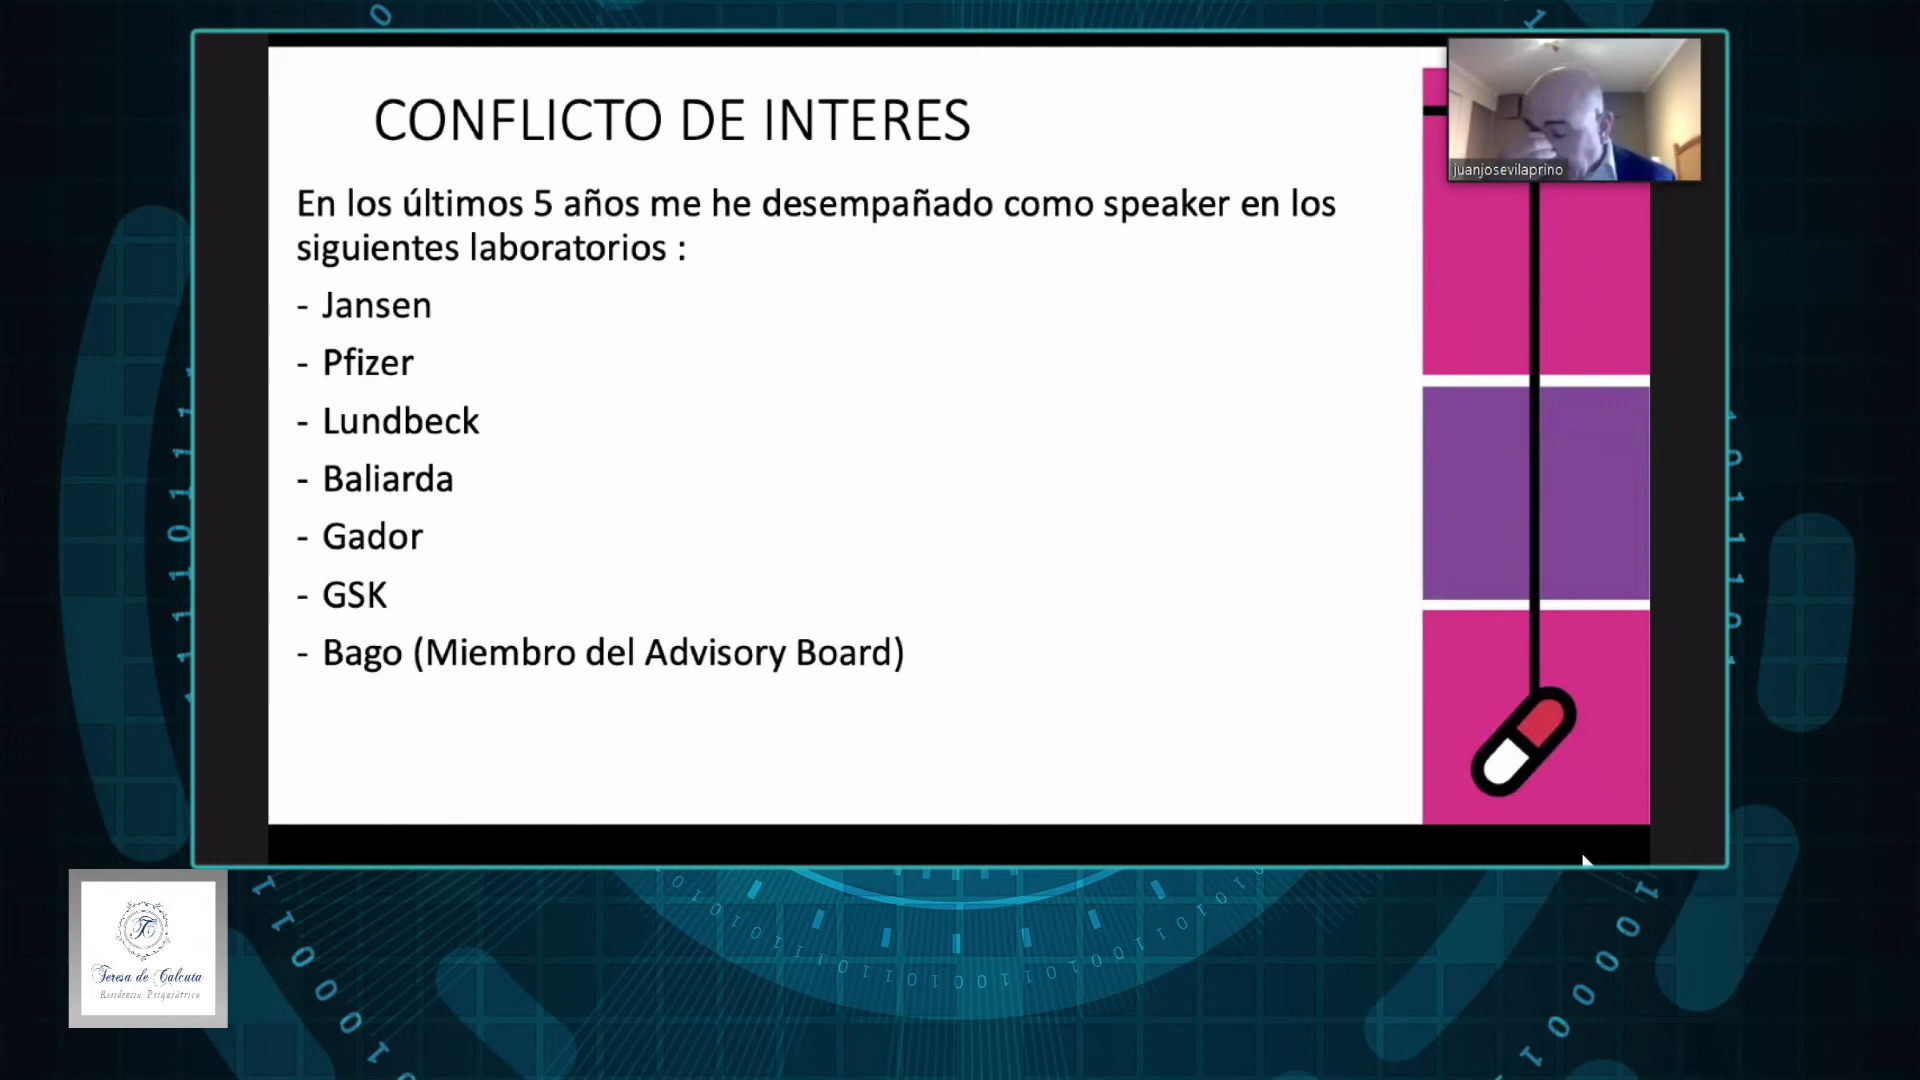 CONFLICTO DE INTERES
juanjosevilaprino
En los últimos 5 años me he desempañado como speaker en los
siguientes laboratorios :
- Jansen
- Pfizer
- Lundbeck
- Baliarda
- Gador
- GSK
- Bago (Miembro del Advisory Board)
Teresa de Calcuta
Residencia Psiquiátrica